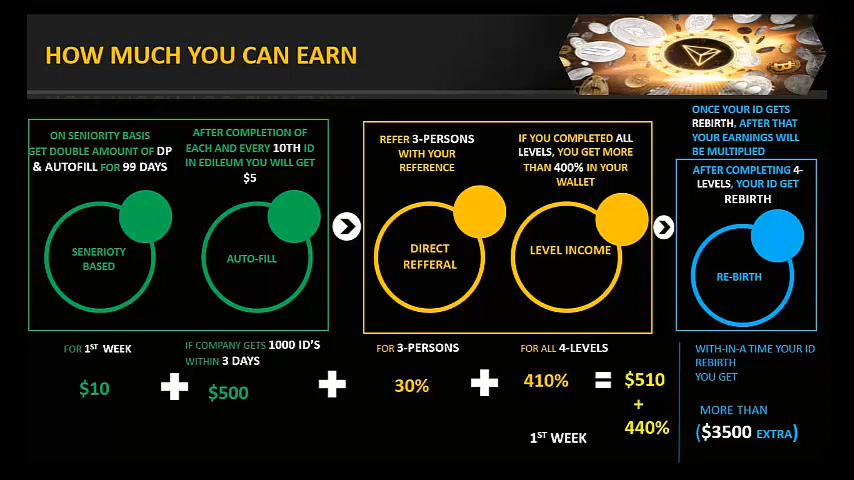 HOW MUCH YOU CAN EARN
ON SENIORITY BASIS
GET DOUBLE AMOUNT OF DP
& AUTOFILL FOR 99 DAYS
AFTER COMPLETION OF
EACH AND EVERY 10TH ID
IN EDILEUM YOU WILL GET
$5
SENERIOTY
BASED
AUTO-FILL
REFER 3-PERSONS
WITH YOUR
REFERENCE
IF YOU COMPLETED ALL
LEVELS, YOU GET MORE
THAN 400% IN YOUR
WALLET
DIRECT
REFFERAL
LEVEL INCOME
ONCE YOUR ID GETS
REBIRTH, AFTER THAT
YOUR EARNINGS WILL
BE MULTIPLIED
AFTER COMPLETING 4-
LEVELS, YOUR ID GET
REBIRTH
RE-BIRTH
FOR 1ST WEEK
$10
IF COMPANY GETS 1000 ID'S
WITHIN 3 DAYS
$500
FOR 3-PERSONS
30%
FOR ALL 4-LEVELS
410%
1ST WEEK
$510
+
440%
WITH-IN-A TIME YOUR ID
REBIRTH
YOU GET
MORE THAN
($3500 EXTRA)